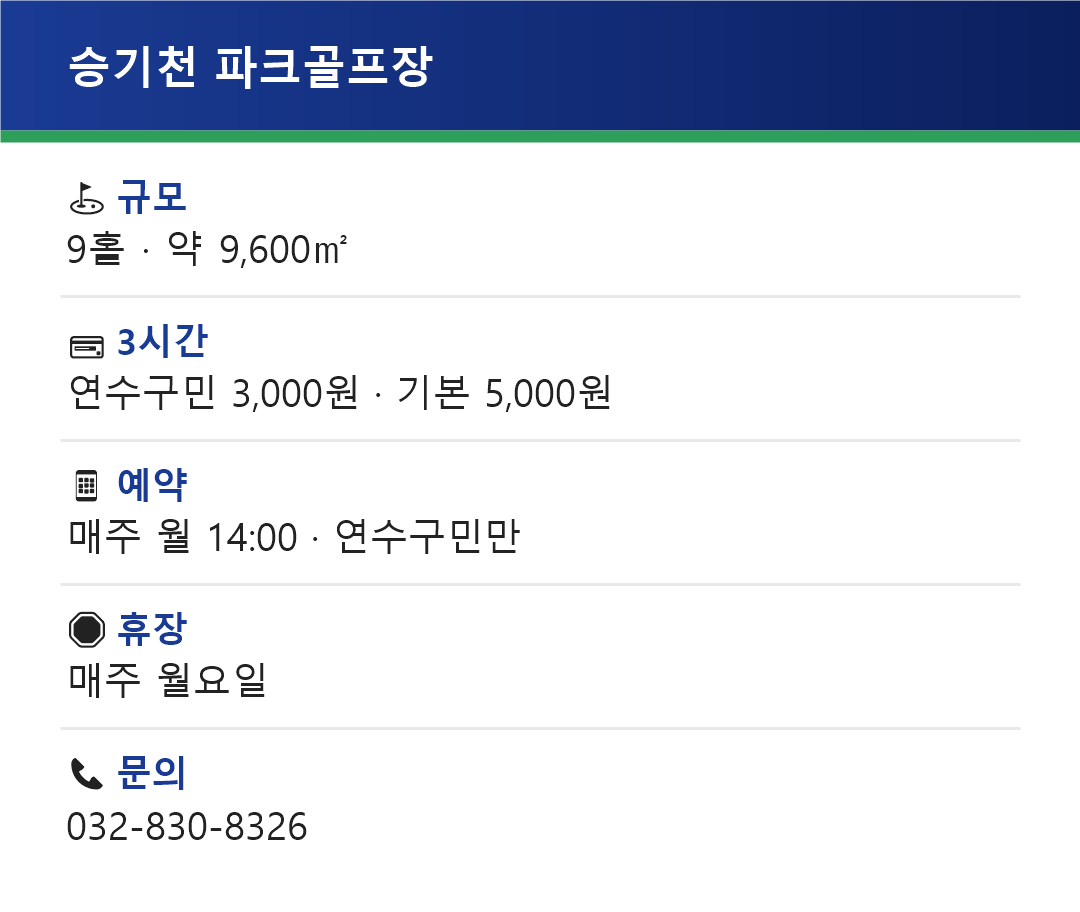 승기천 파크골프장
규모
9홀 · 약 9,600㎡
3시간
연수구민 3,000원 · 기본 5,000원
예약
매주 월 14:00 · 연수구민만
휴장
매주 월요일
문의
032-830-8326